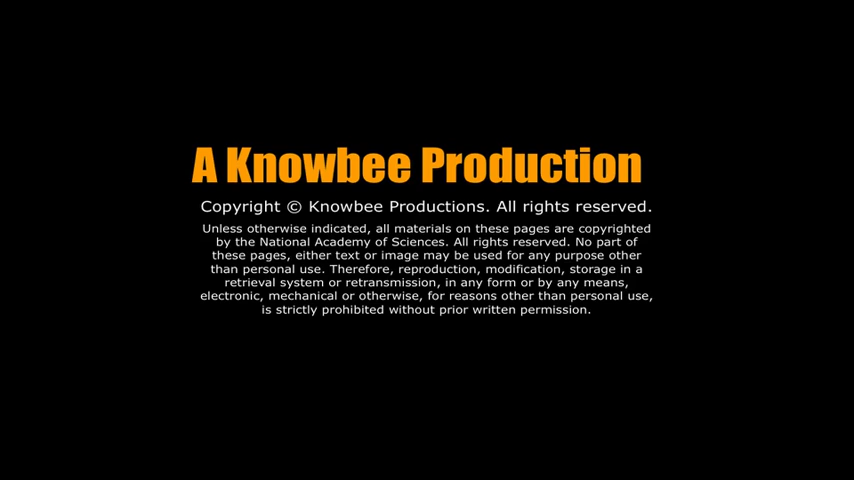 A Knowbee Production
Copyright © Knowbee Productions. All rights reserved.
Unless otherwise indicated, all materials on these pages are copyrighted
by the National Academy of Sciences. All rights reserved. No part of
these pages, either text or image may be used for any purpose other
than personal use. Therefore, reproduction, modification, storage in a
retrieval system or retransmission, in any form or by any means,
electronic, mechanical or otherwise, for reasons other than personal use,
is strictly prohibited without prior written permission.